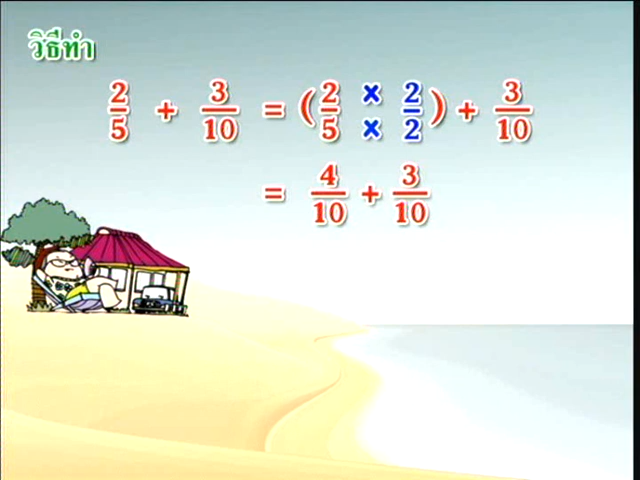 วิธีทำ
2/5 + 3/10 = (2/5 × 2/2) + 3/10
= 4/10 + 3/10